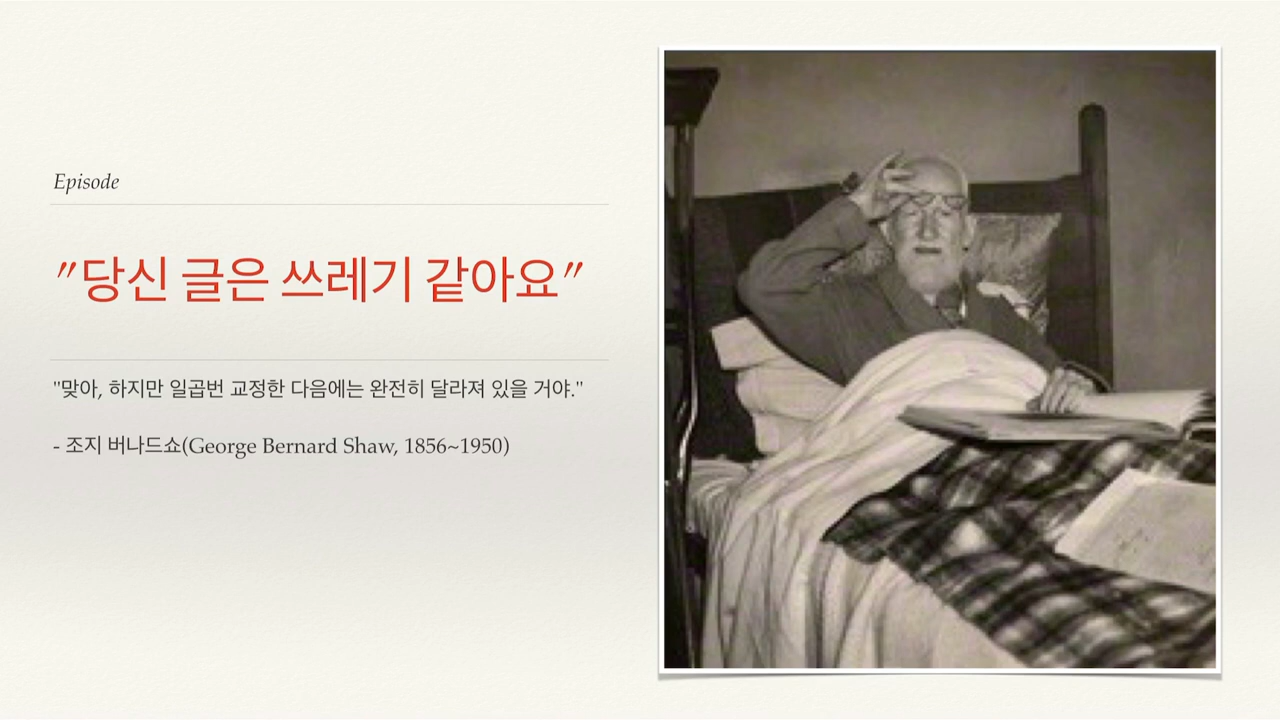 Episode
"당신 글은 쓰레기 같아요"
"맞아, 하지만 일곱번 교정한 다음에는 완전히 달라져 있을 거야."
- 조지 버나드쇼(George Bernard Shaw, 1856~1950)